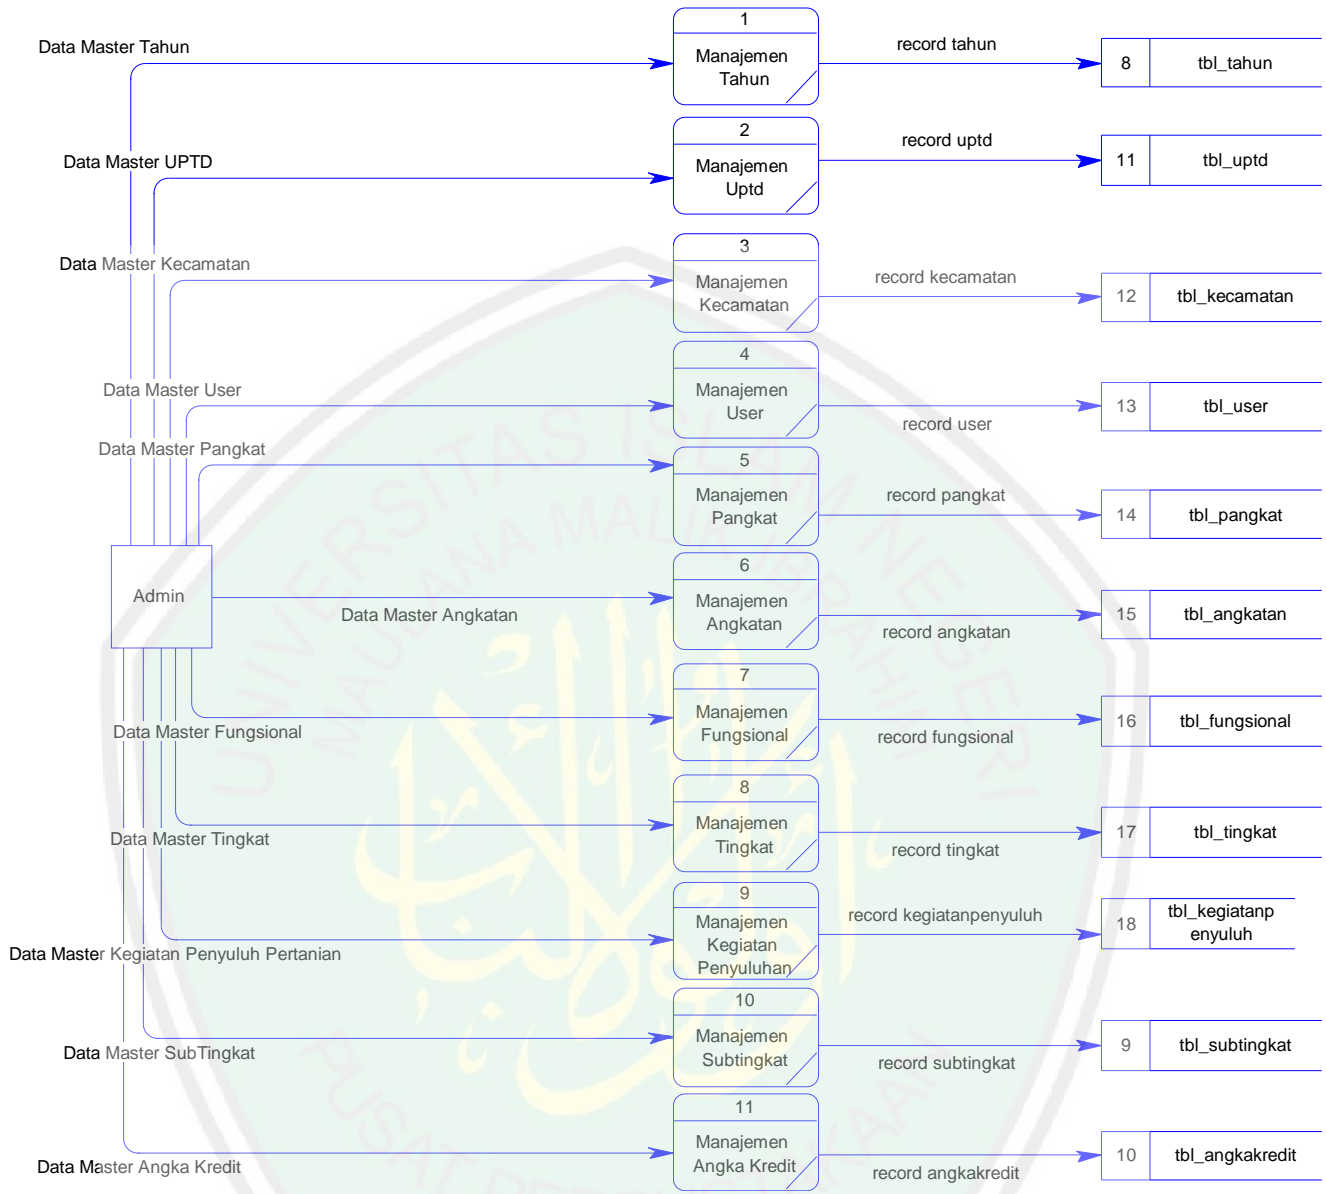 Data Master Tahun
1
Manajemen
Tahun
record tahun
8
tbl_tahun
Data Master UPTD
2
Manajemen
Uptd
record uptd
11
tbl_uptd
Data Master Kecamatan
3
Manajemen
Kecamatan
record kecamatan
12
tbl_kecamatan
Data Master User
4
Manajemen
User
record user
13
tbl_user
Data Master Pangkat
5
Manajemen
Pangkat
record pangkat
14
tbl_pangkat
Admin
Data Master Angkatan
6
Manajemen
Angkatan
record angkatan
15
tbl_angkatan
Data Master Fungsional
7
Manajemen
Fungsional
record fungsional
16
tbl_fungsional
Data Master Tingkat
8
Manajemen
Tingkat
record tingkat
17
tbl_tingkat
Data Master Kegiatan Penyuluh Pertanian
9
Manajemen
Kegiatan
Penyuluhan
record kegiatanpenyuluh
18
tbl_kegiatanp
enyuluh
Data Master SubTingkat
10
Manajemen
Subtingkat
record subtingkat
9
tbl_subtingkat
Data Master Angka Kredit
11
Manajemen
Angka Kredit
record angkakredit
10
tbl_angkakredit
UNIVERSITAS ISLAM NEGERI
MAULANA MALIK IBRAHIM